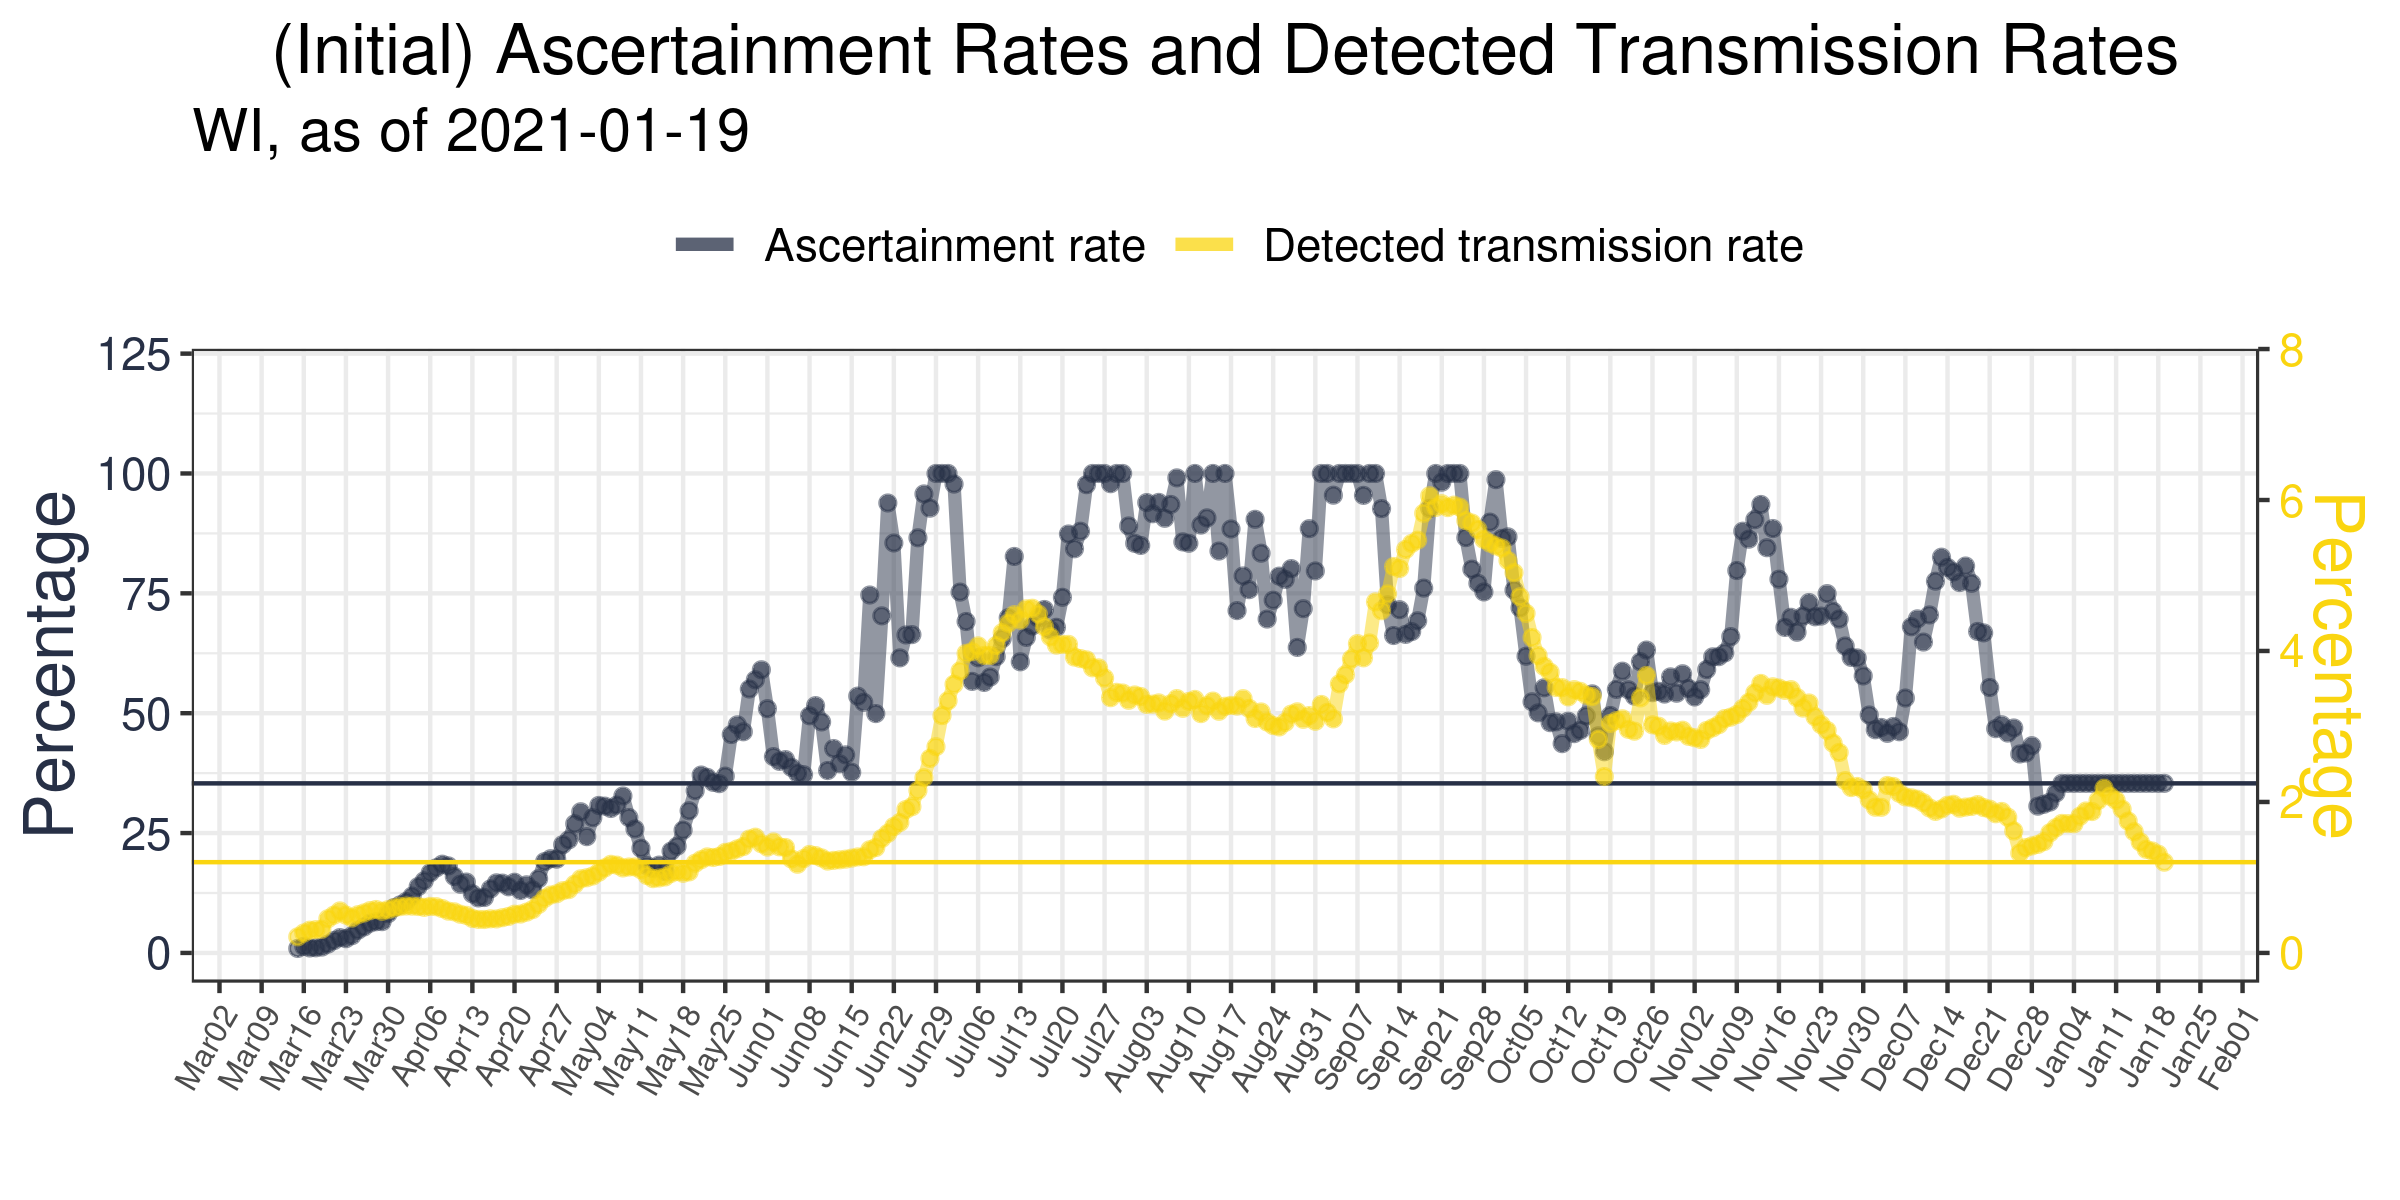 (Initial) Ascertainment Rates and Detected Transmission Rates
WI, as of 2021-01-19
Ascertainment rate
Detected transmission rate
Percentage
125
100
75
50
25
0
8
6
4
2
0
Percentage
Mar02
Mar09
Mar16
Mar23
Mar30
Apr06
Apr13
Apr20
Apr27
May04
May11
May18
May25
Jun01
Jun08
Jun15
Jun22
Jun29
Jul06
Jul13
Jul20
Jul27
Aug03
Aug10
Aug17
Aug24
Aug31
Sep07
Sep14
Sep21
Sep28
Oct05
Oct12
Oct19
Oct26
Nov02
Nov09
Nov16
Nov23
Nov30
Dec07
Dec14
Dec21
Dec28
Jan04
Jan11
Jan18
Jan25
Feb01